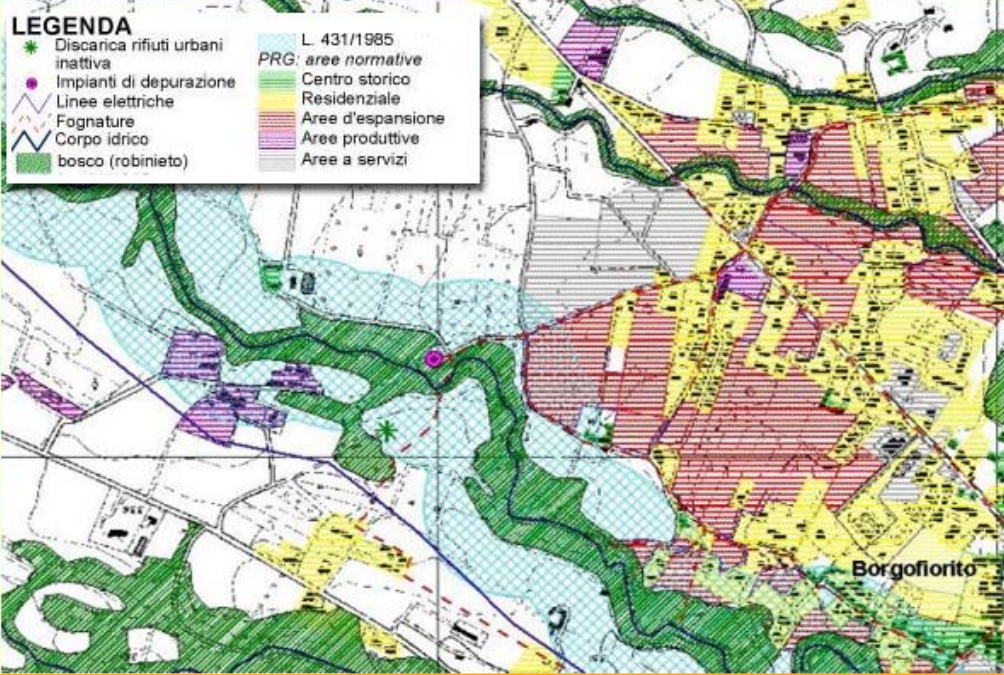 LEGENDA
Discarica rifiuti urbani
inattiva
Impianti di depurazione
Linee elettriche
Fognature
Corpo idrico
bosco (robinieto)
L. 431/1985
PRG: aree normative
Centro storico
Residenziale
Aree d'espansione
Aree produttive
Aree a servizi
Borgofiorito